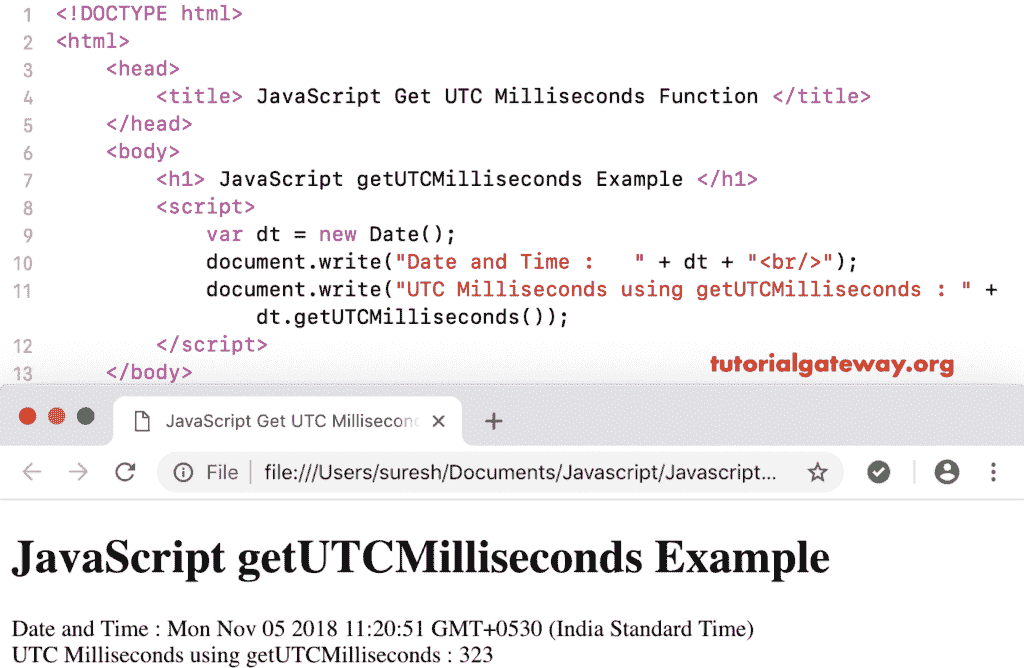 1 <!DOCTYPE html>
2 <html>
3 <head>
4 <title> JavaScript Get UTC Milliseconds Function </title>
5 </head>
6 <body>
7 <h1> JavaScript getUTCMilliseconds Example </h1>
8 <script>
9 var dt = new Date();
10 document.write("Date and Time :   " + dt + "<br/>");
11 document.write("UTC Milliseconds using getUTCMilliseconds : " +
dt.getUTCMilliseconds());
12 </script>
13 </body>
tutorialgateway.org
JavaScript Get UTC Millisecon
File file:///Users/suresh/Documents/Javascript/Javascript...
JavaScript getUTCMilliseconds Example
Date and Time : Mon Nov 05 2018 11:20:51 GMT+0530 (India Standard Time)
UTC Milliseconds using getUTCMilliseconds : 323